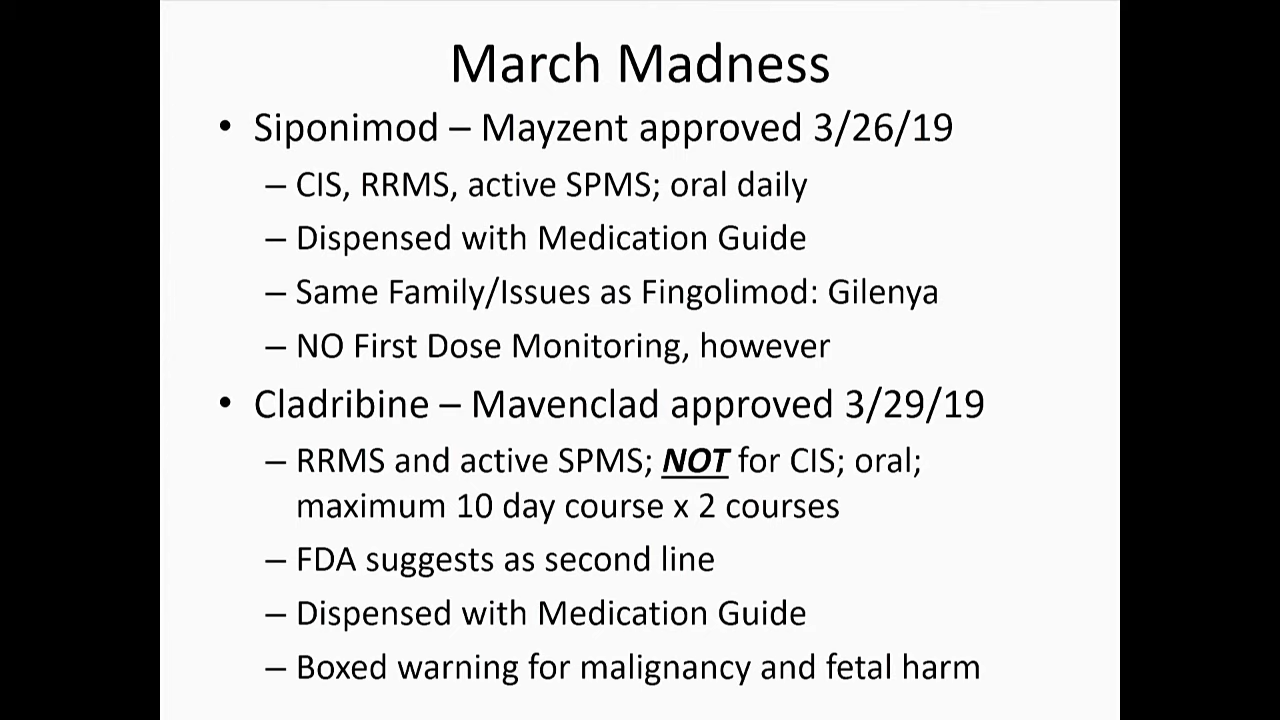 March Madness
• Siponimod – Mayzent approved 3/26/19
– CIS, RRMS, active SPMS; oral daily
– Dispensed with Medication Guide
– Same Family/Issues as Fingolimod: Gilenya
– NO First Dose Monitoring, however
• Cladribine – Mavenclad approved 3/29/19
– RRMS and active SPMS; NOT for CIS; oral;
maximum 10 day course x 2 courses
– FDA suggests as second line
– Dispensed with Medication Guide
– Boxed warning for malignancy and fetal harm